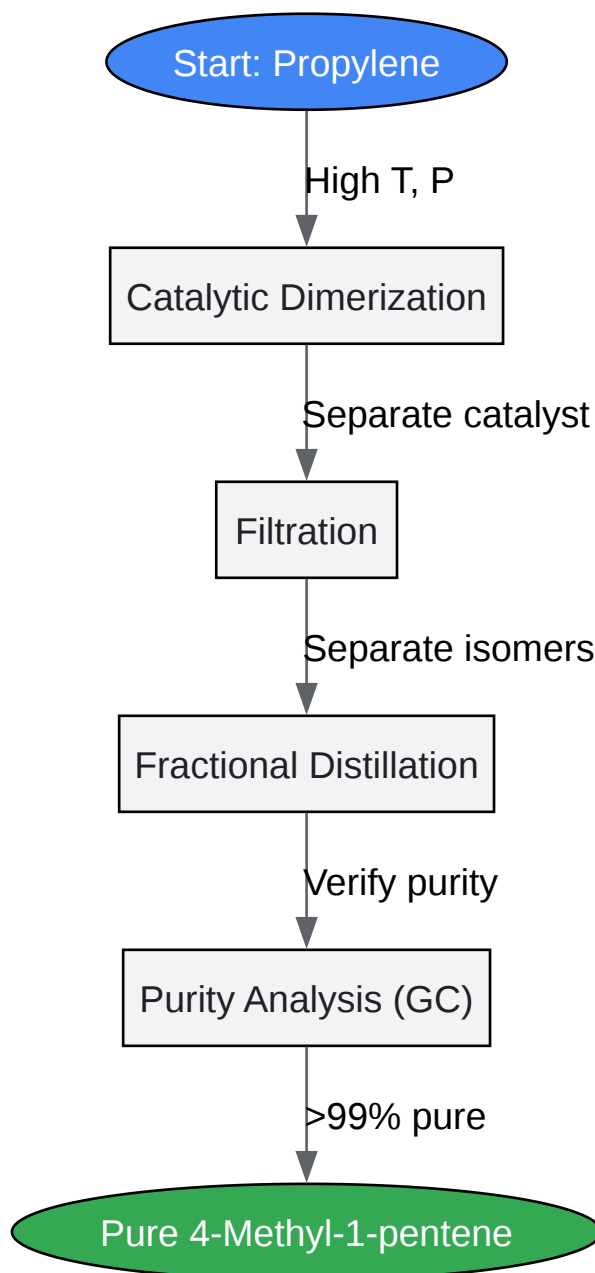 Start: Propylene
High T, P
Catalytic Dimerization
Separate catalyst
Filtration
Separate isomers
Fractional Distillation
Verify purity
Purity Analysis (GC)
>99% pure
Pure 4-Methyl-1-pentene